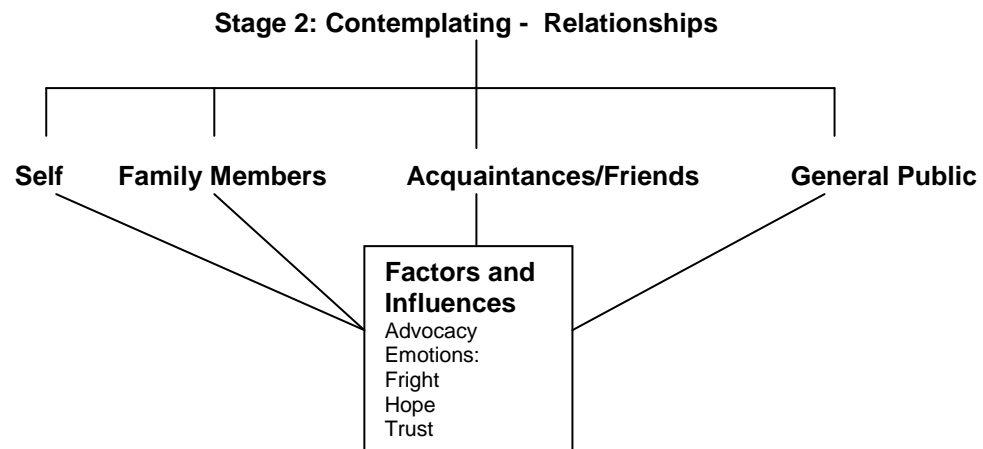 Stage 2: Contemplating - Relationships
Self Family Members Acquaintances/Friends General Public
Factors and
Influences
Advocacy
Emotions:
Fright
Hope
Trust